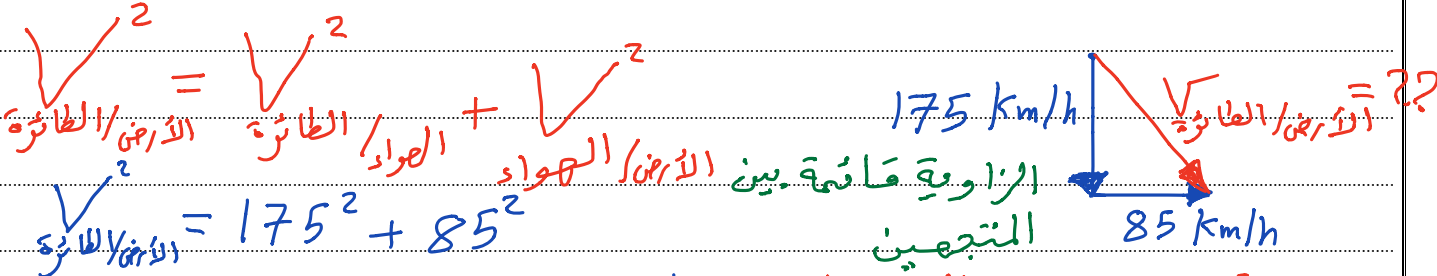 V² الطائرة/الأرض = V² الطائرة/الهواء + V² الهواء/الأرض
175 Km/h
V الطائرة/الأرض = ??
الزاوية قائمة بين
المتجهين
85 Km/h
V² الطائرة/الأرض = 175² + 85²